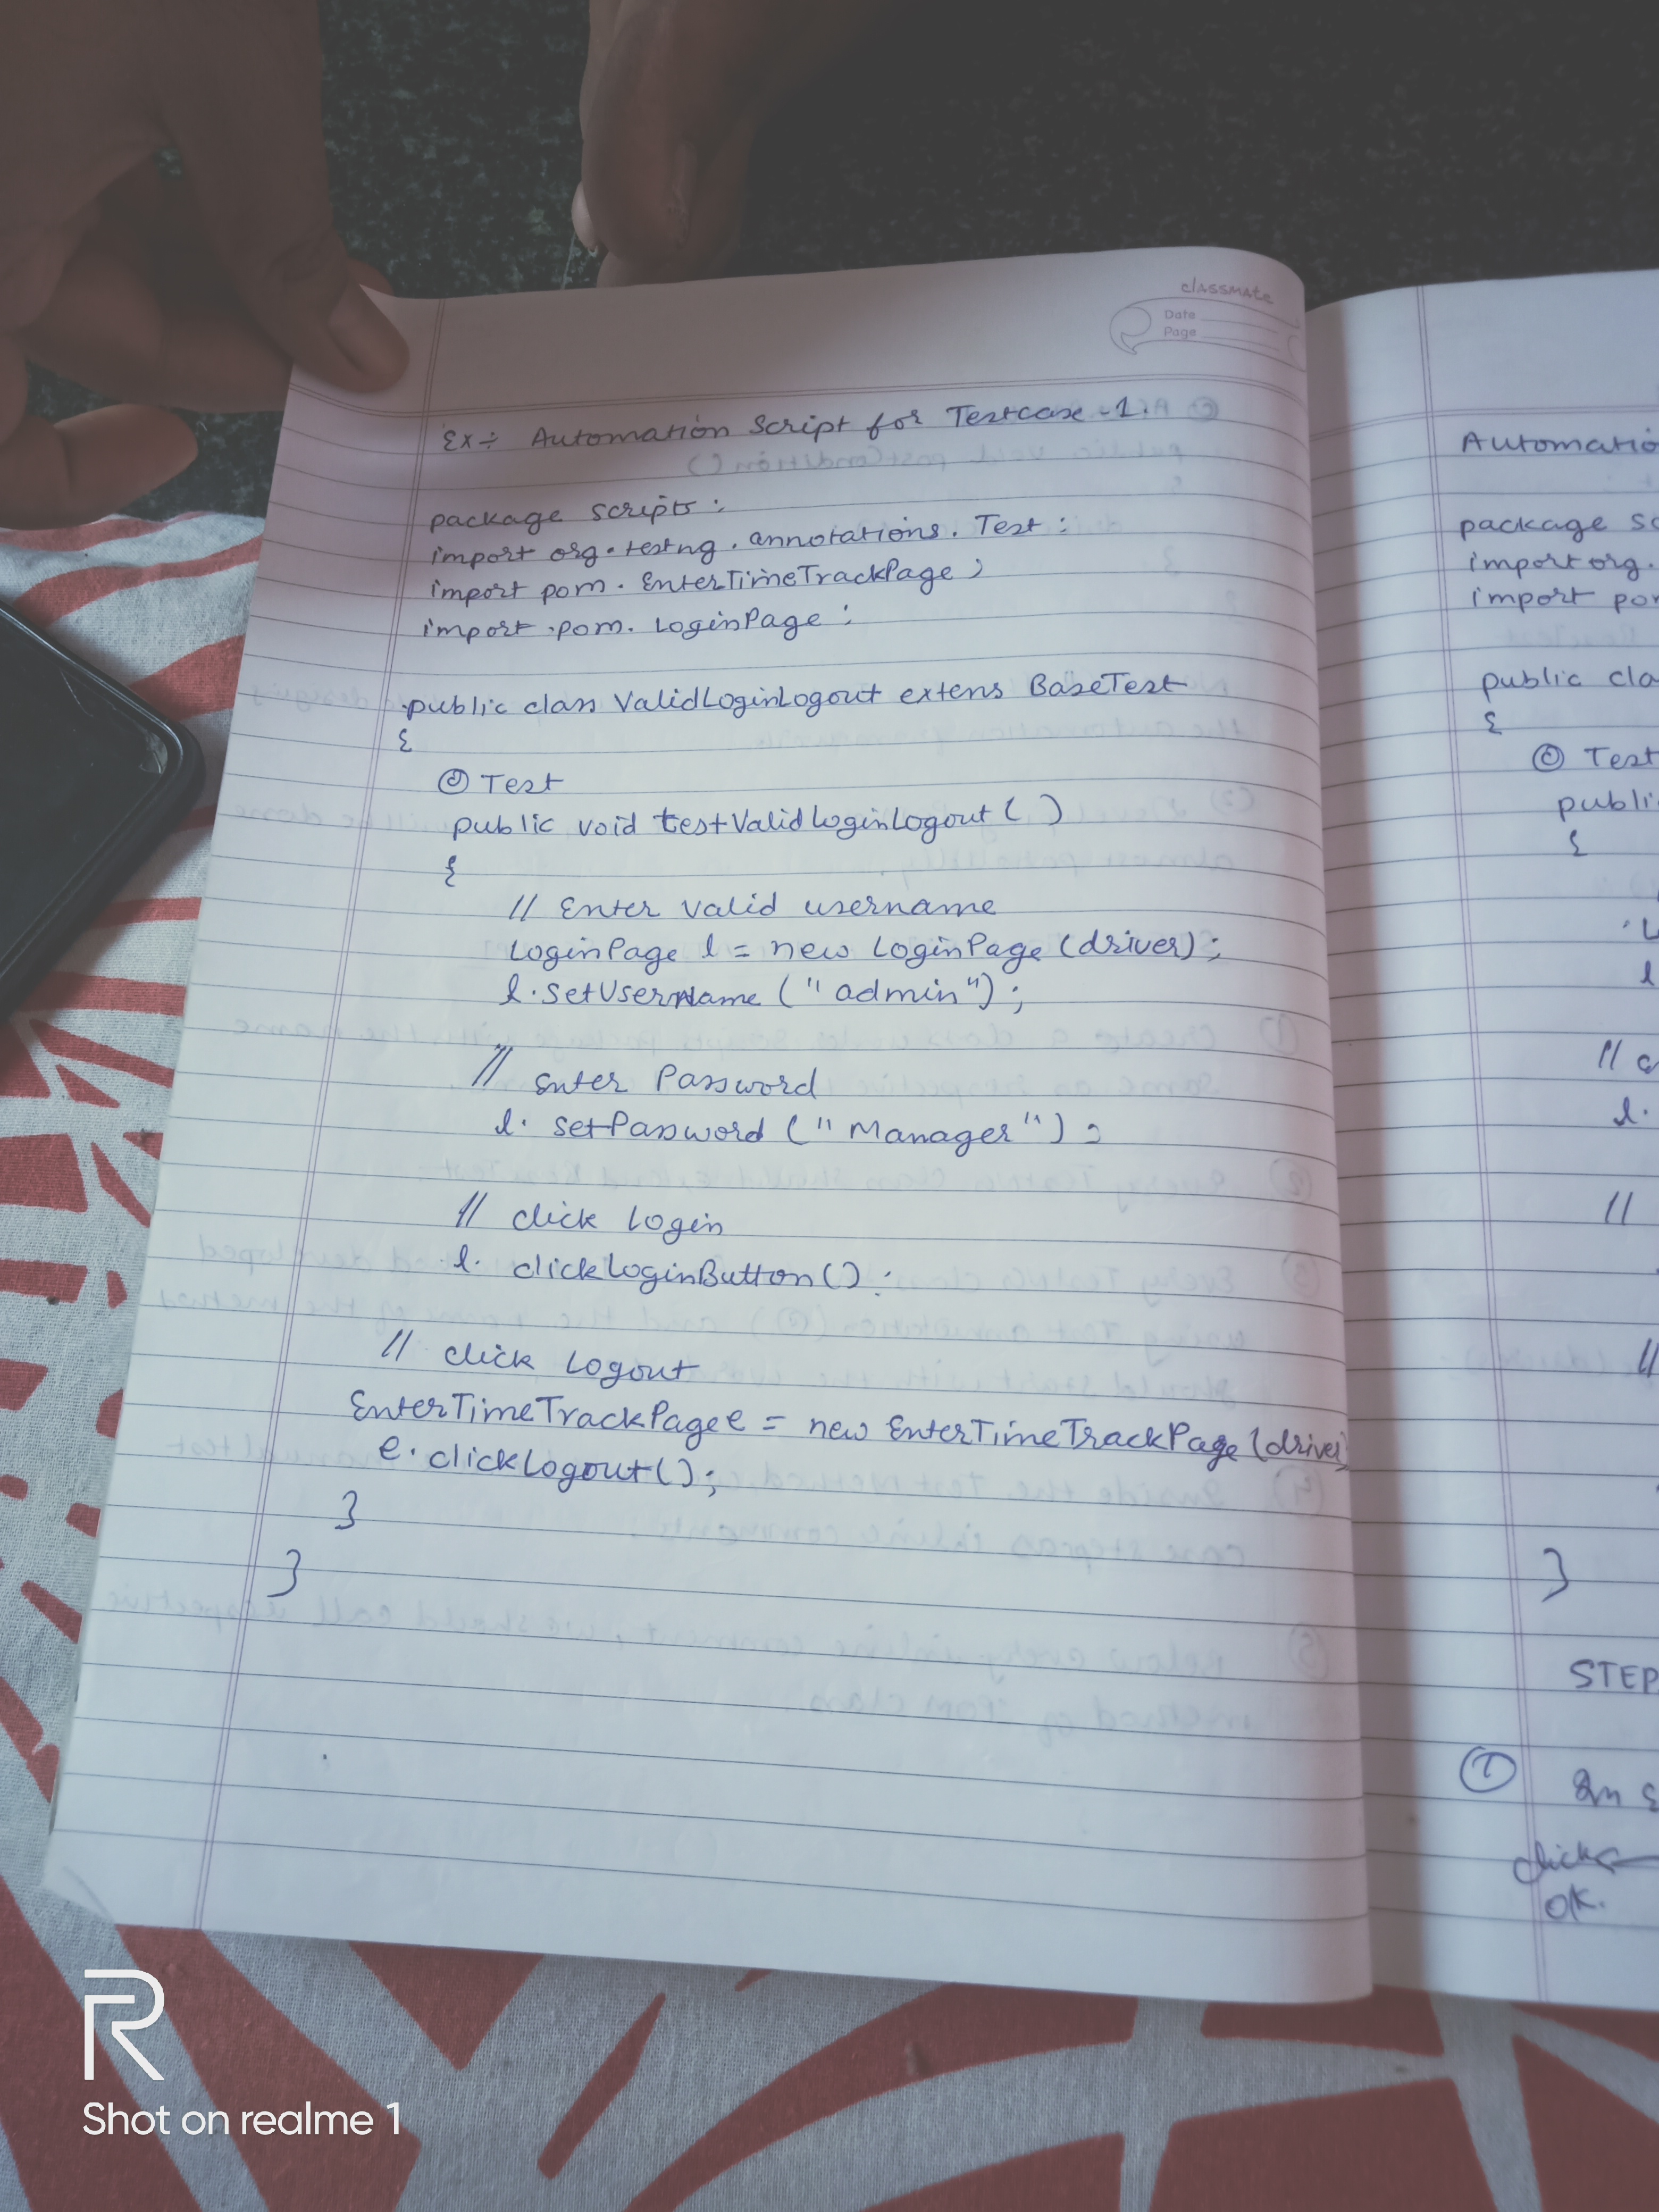 classmate
Date
Page
Ex÷ Automation Script for Testcase -1.
package scripts;
import org.testng.annotations.Test;
import pom.EnterTimeTrackPage;
import pom.LoginPage;
public class ValidLoginLogout extens BaseTest
{
@ Test
public void testValidLoginLogout ( )
{
// Enter valid username
LoginPage l = new LoginPage (driver);
l.setUserName ("admin");
// Enter Password
l. setPassword ("Manager");
// click Login
l. clickLoginButton();
// click Logout
EnterTimeTrackPage e = new EnterTimeTrackPage (driver)
e.clickLogout();
}
}
Automatio
package sc
import org.
import por
public cla
{
@ Test
publi
{
l
//
l.
//
//
}
STEP
①
click
OK.
Shot on realme 1